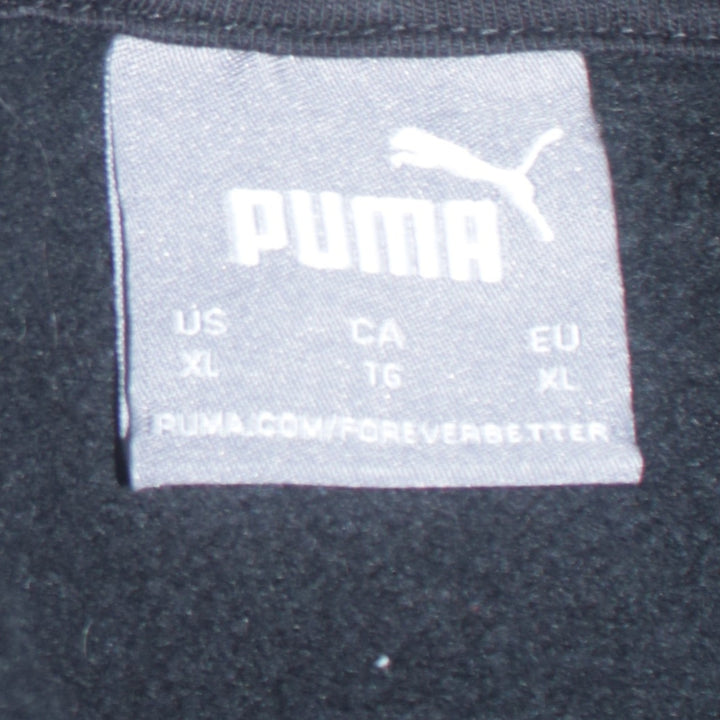 PUMA
US CA EU
XL TG XL
PUMA.COM/FOREVERBETTER